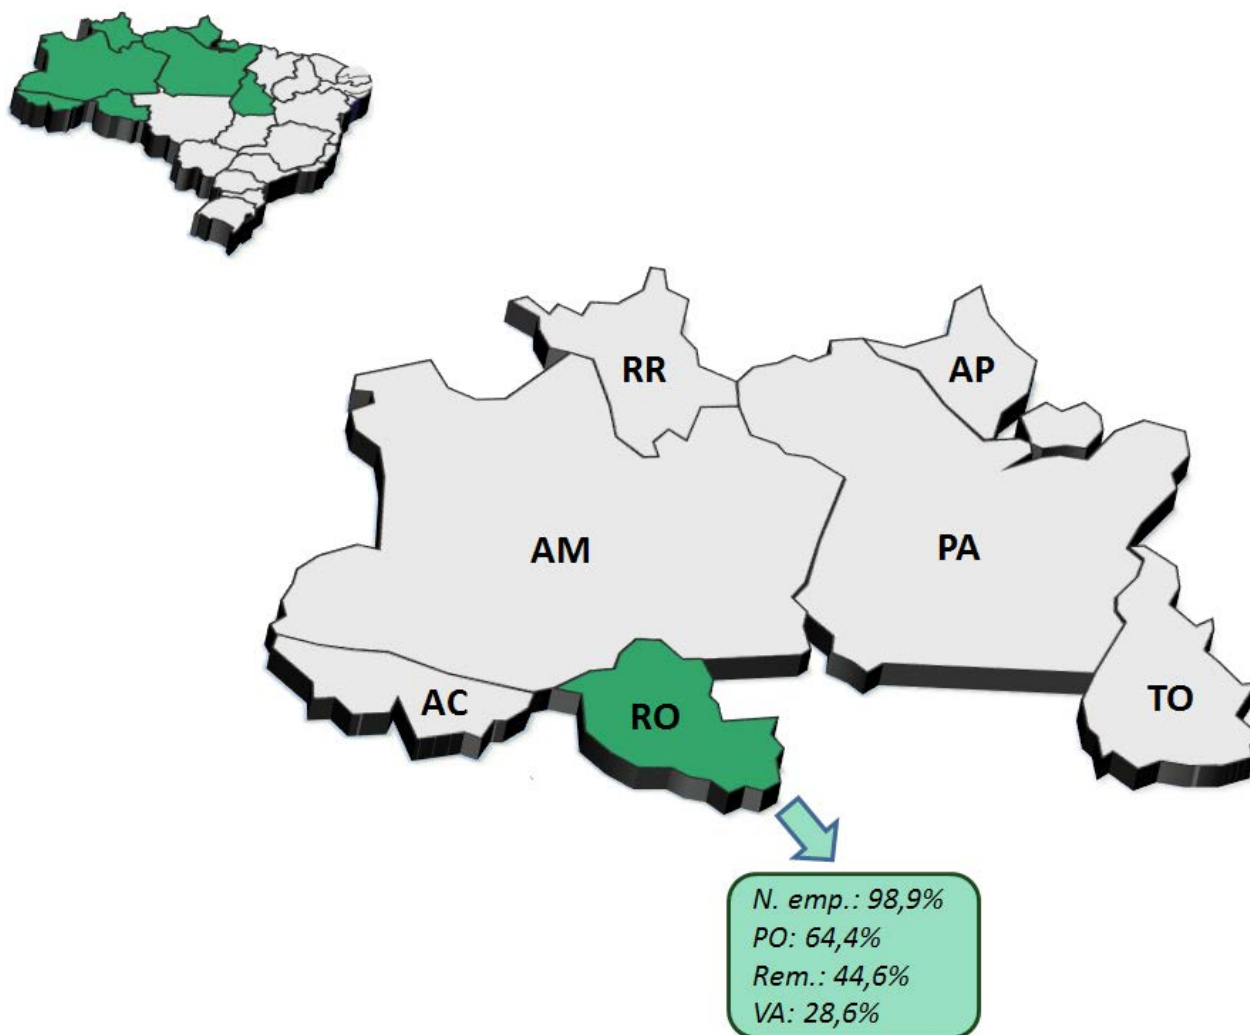 RR
AP
AM
PA
AC
RO
TO
N. emp.: 98,9%
PO: 64,4%
Rem.: 44,6%
VA: 28,6%